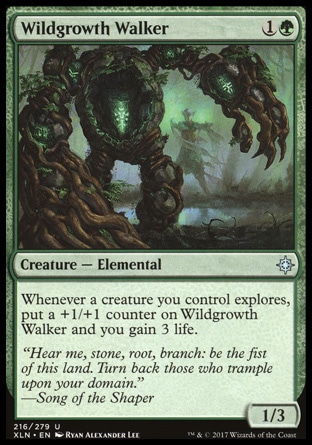 Wildgrowth Walker 1
Creature — Elemental
Whenever a creature you control explores,
put a +1/+1 counter on Wildgrowth
Walker and you gain 3 life.
“Hear me, stone, root, branch: be the fist
of this land. Turn back those who trample
upon your domain.”
—Song of the Shaper
1/3
216/279 U
XLN • EN Ryan Alexander Lee
™ & © 2017 Wizards of the Coast